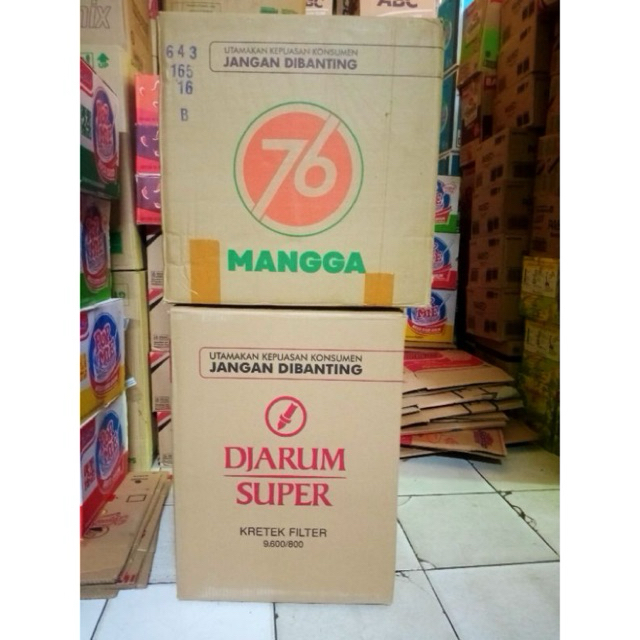 ABC
643
165
16
B
UTAMAKAN KEPUASAN KONSUMEN
JANGAN DIBANTING
76
MANGGA
UTAMAKAN KEPUASAN KONSUMEN
JANGAN DIBANTING
DJARUM
SUPER
KRETEK FILTER
9.600/800